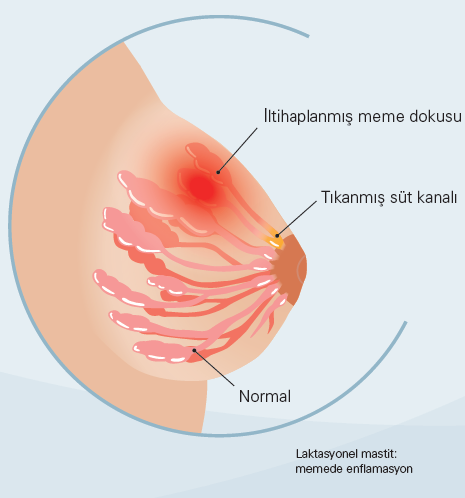 İltihaplanmış meme dokusu
Tıkanmış süt kanalı
Normal
Laktasyonel mastit:
memede enflamasyon